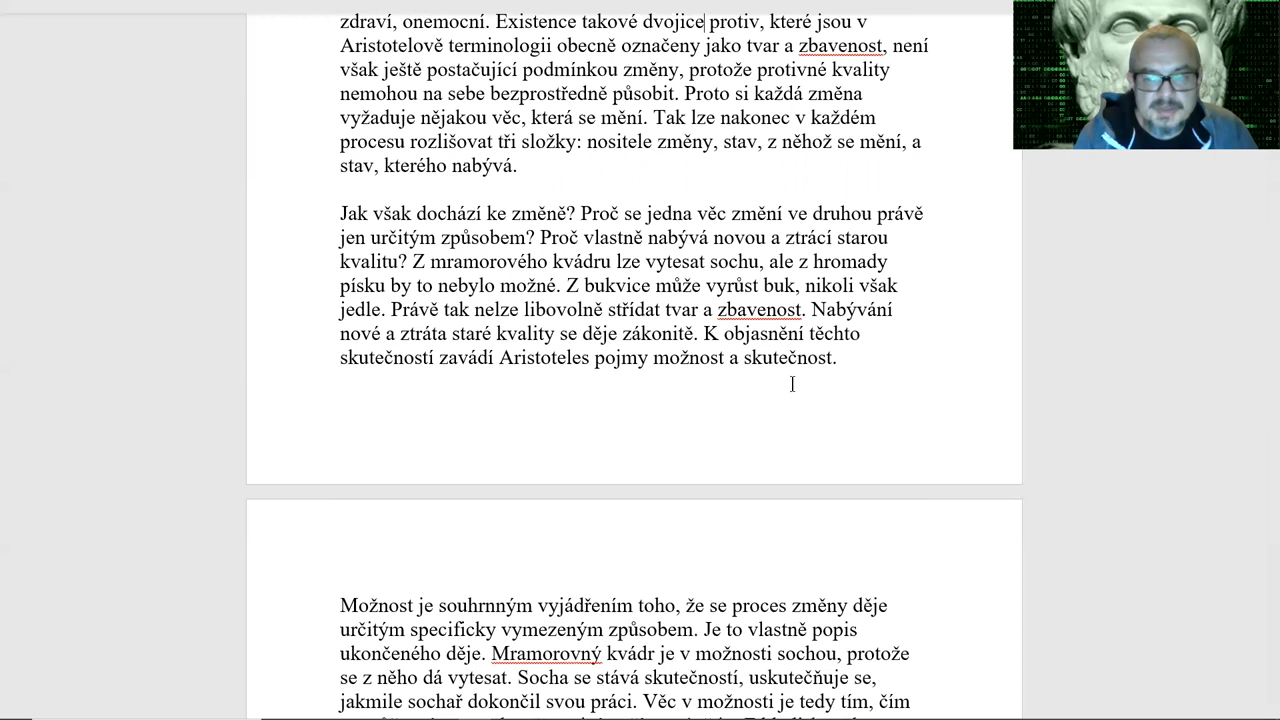 zdraví, onemocní. Existence takové dvojice protiv, které jsou v
Aristotelově terminologii obecně označeny jako tvar a zbavenost, není
však ještě postačující podmínkou změny, protože protivné kvality
nemohou na sebe bezprostředně působit. Proto si každá změna
vyžaduje nějakou věc, která se mění. Tak lze nakonec v každém
procesu rozlišovat tři složky: nositele změny, stav, z něhož se mění, a
stav, kterého nabývá.
Jak však dochází ke změně? Proč se jedna věc změní ve druhou právě
jen určitým způsobem? Proč vlastně nabývá novou a ztrácí starou
kvalitu? Z mramorového kvádru lze vytesat sochu, ale z hromady
písku by to nebylo možné. Z bukvice může vyrůst buk, nikoli však
jedle. Právě tak nelze libovolně střídat tvar a zbavenost. Nabývání
nové a ztráta staré kvality se děje zákonitě. K objasnění těchto
skutečností zavádí Aristoteles pojmy možnost a skutečnost.
Možnost je souhrnným vyjádřením toho, že se proces změny děje
určitým specificky vymezeným způsobem. Je to vlastně popis
ukončeného děje. Mramorovný kvádr je v možnosti sochou, protože
se z něho dá vytesat. Socha se stává skutečností, uskutečňuje se,
jakmile sochař dokončil svou práci. Věc v možnosti je tedy tím, čím